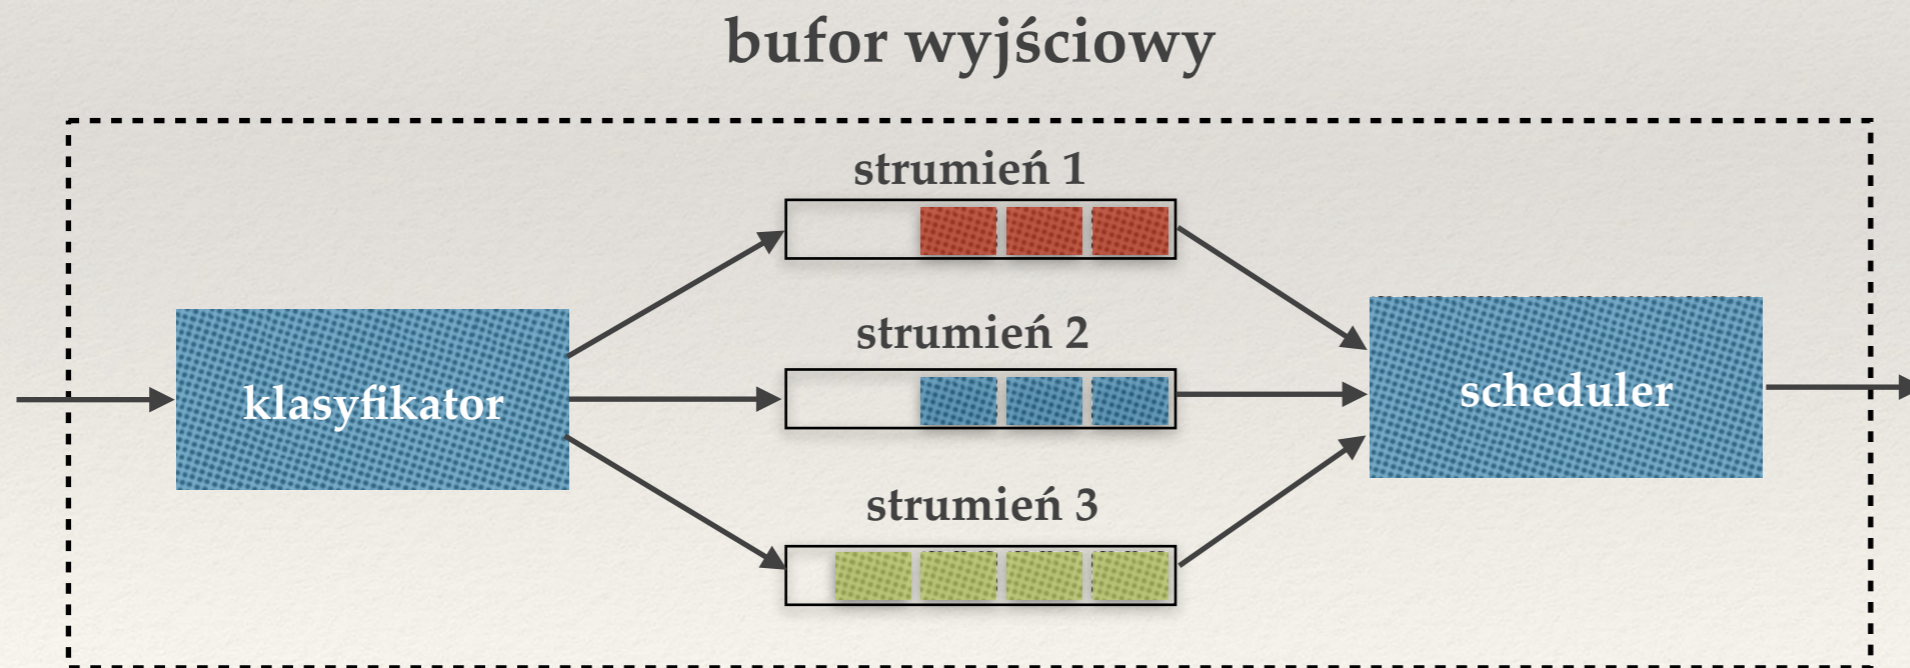 bufor wyjściowy
strumień 1
strumień 2
klasyfikator
scheduler
strumień 3